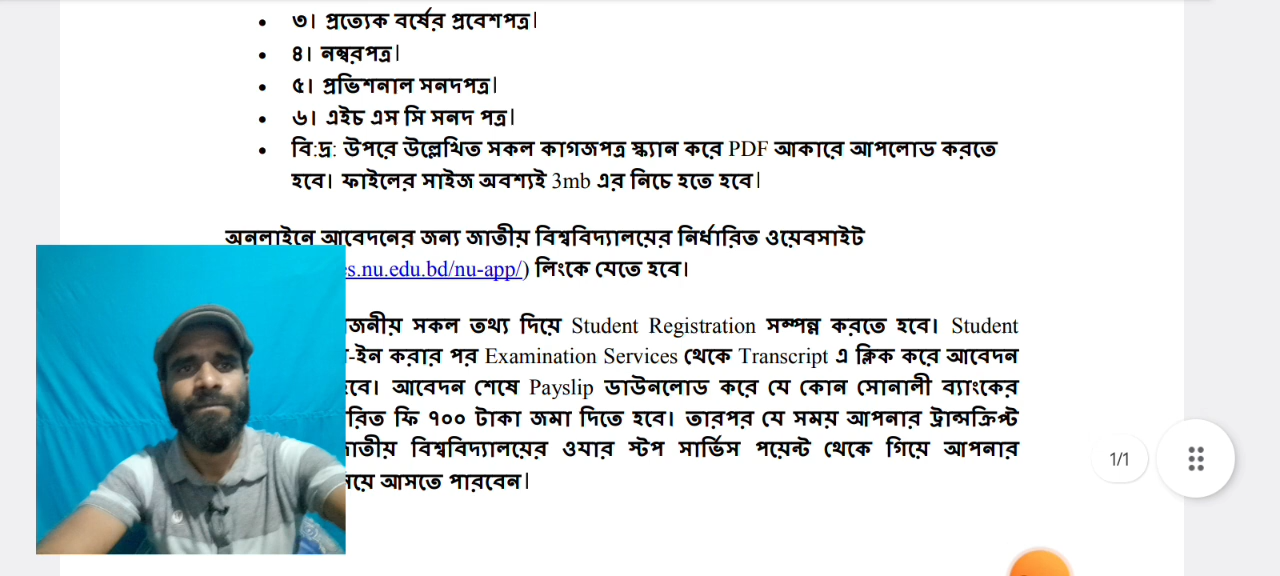 ৩। প্রত্যেক বর্ষের প্রবেশপত্র।
৪। নম্বরপত্র।
৫। প্রভিশনাল সনদপত্র।
৬। এইচ এস সি সনদ পত্র।
বি:দ্র: উপরে উল্লেখিত সকল কাগজপত্র স্ক্যান করে PDF আকারে আপলোড করতে
হবে। ফাইলের সাইজ অবশ্যই 3mb এর নিচে হতে হবে।
অনলাইনে আবেদনের জন্য জাতীয় বিশ্ববিদ্যালয়ের নির্ধারিত ওয়েবসাইট
s.nu.edu.bd/nu-app/) লিংকে যেতে হবে।
জনীয় সকল তথ্য দিয়ে Student Registration সম্পন্ন করতে হবে। Student
-ইন করার পর Examination Services থেকে Transcript এ ক্লিক করে আবেদন
বে। আবেদন শেষে Payslip ডাউনলোড করে যে কোন সোনালী ব্যাংকের
রিত ফি ৭০০ টাকা জমা দিতে হবে। তারপর যে সময় আপনার ট্রান্সক্রিপ্ট
জাতীয় বিশ্ববিদ্যালয়ের ওযার স্টপ সার্ভিস পয়েন্ট থেকে গিয়ে আপনার
য়ে আসতে পারবেন।
1/1